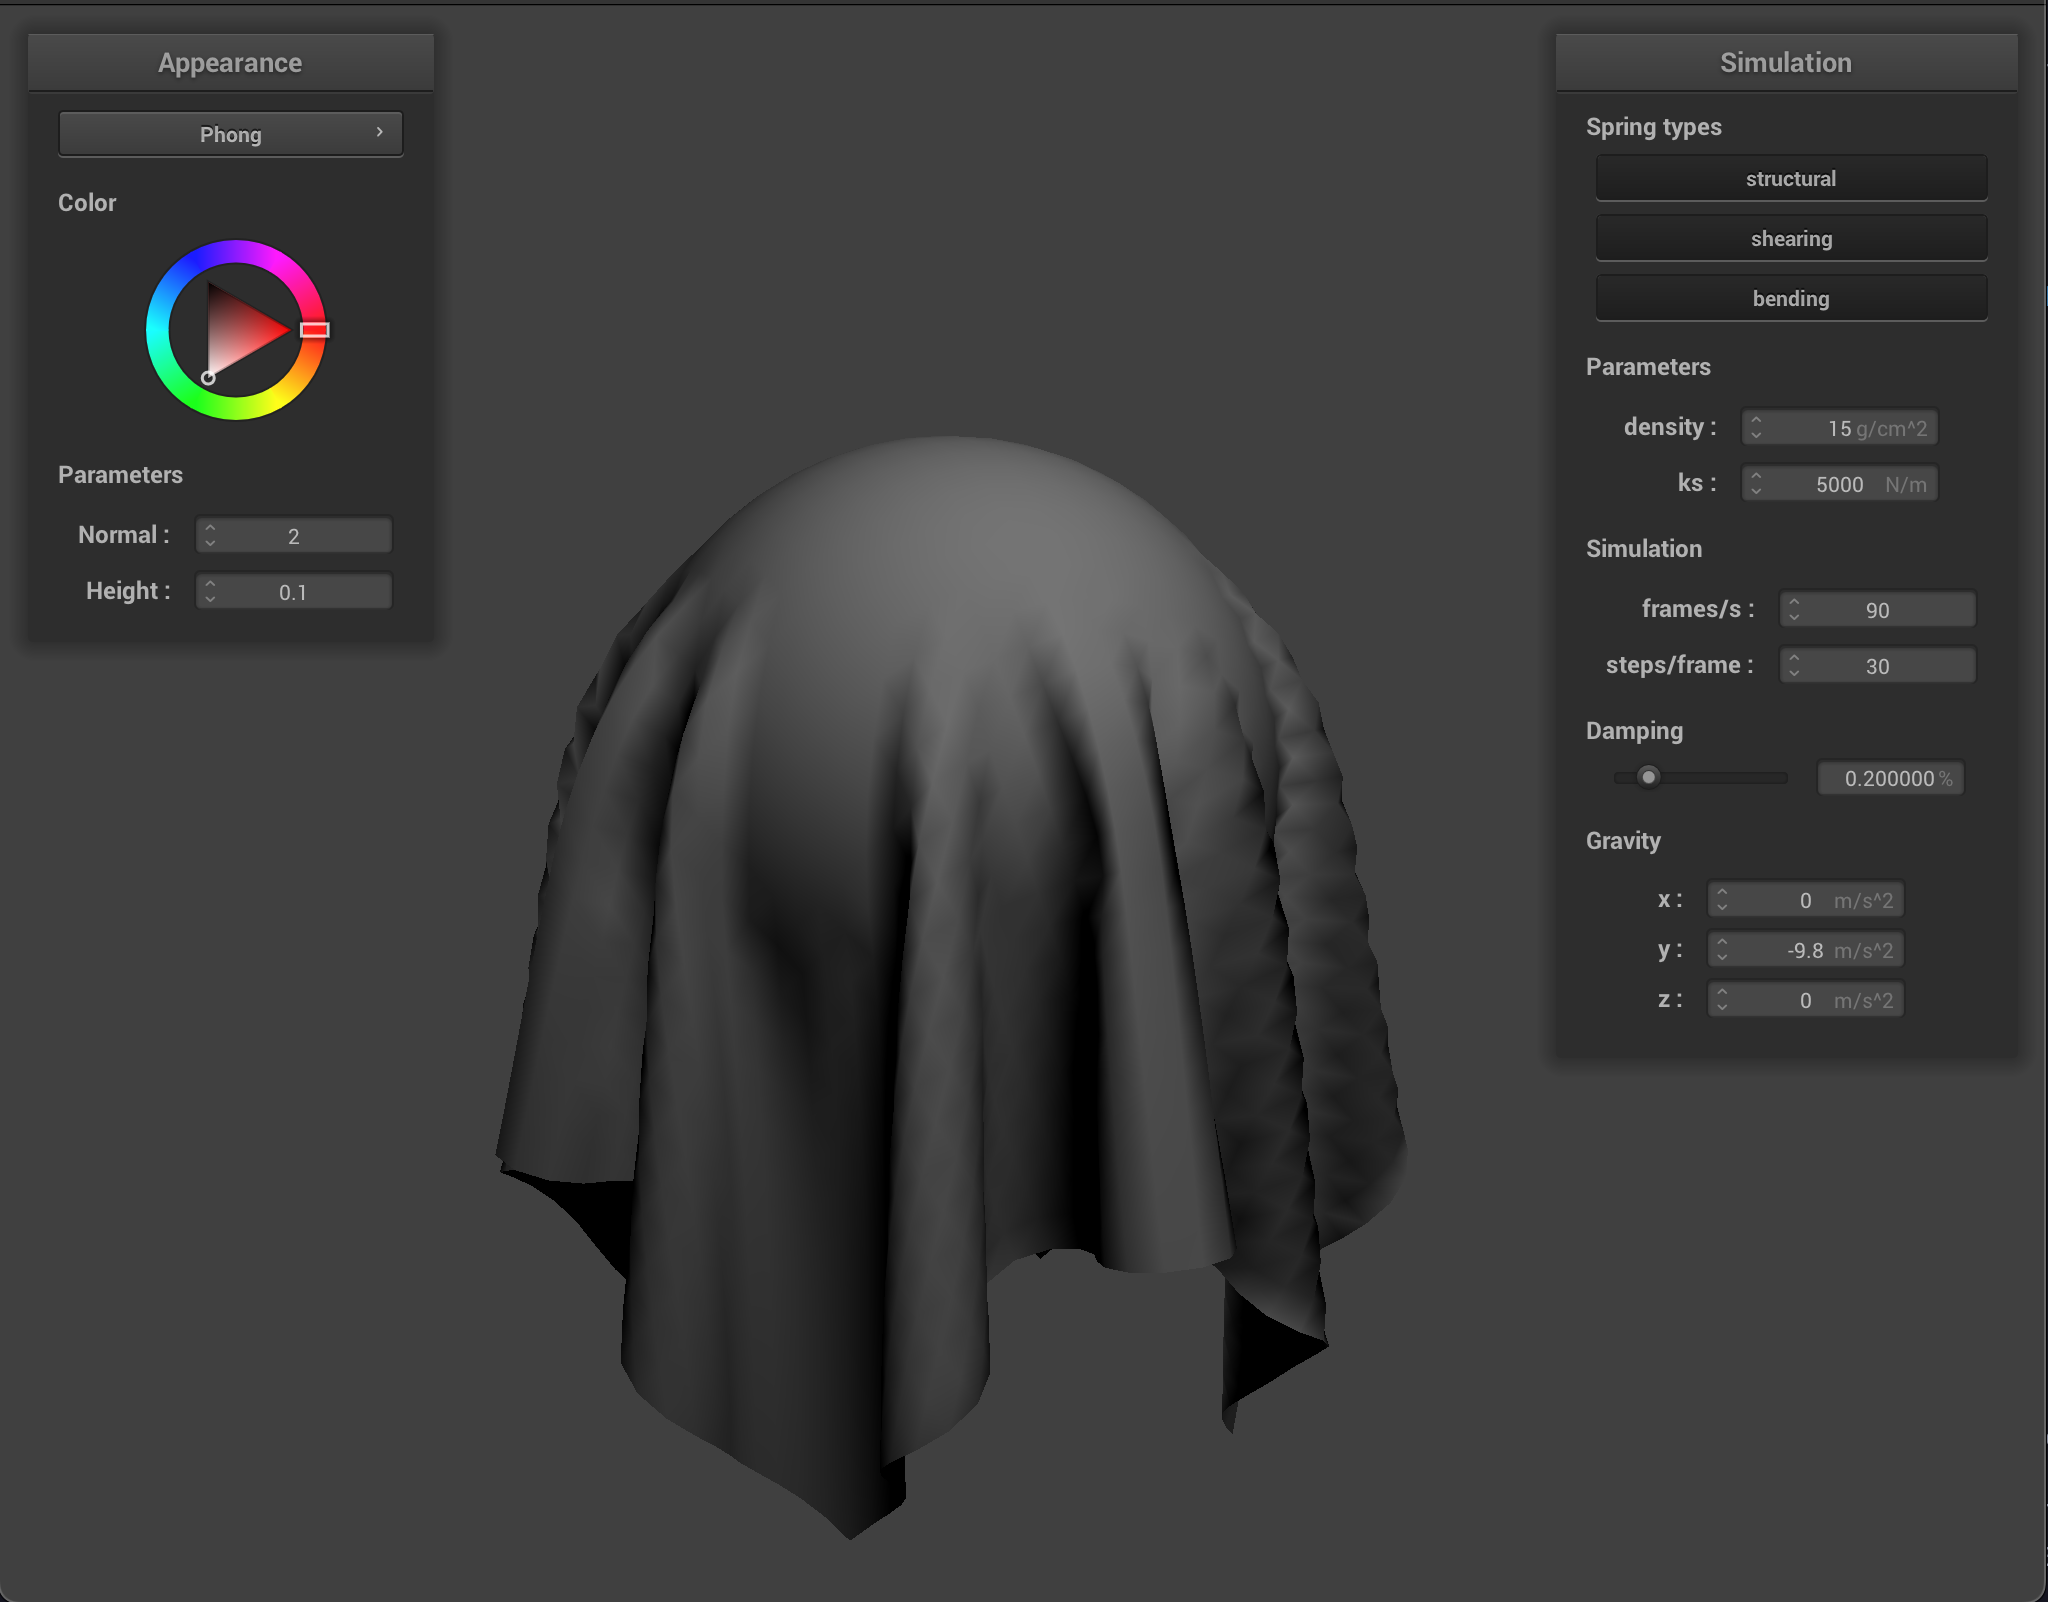 Appearance
Phong
Color
Parameters
Normal : 2
Height : 0.1
Simulation
Spring types
structural
shearing
bending
Parameters
density : 15 g/cm^2
ks : 5000 N/m
Simulation
frames/s : 90
steps/frame : 30
Damping
0.200000 %
Gravity
x : 0 m/s^2
y : -9.8 m/s^2
z : 0 m/s^2